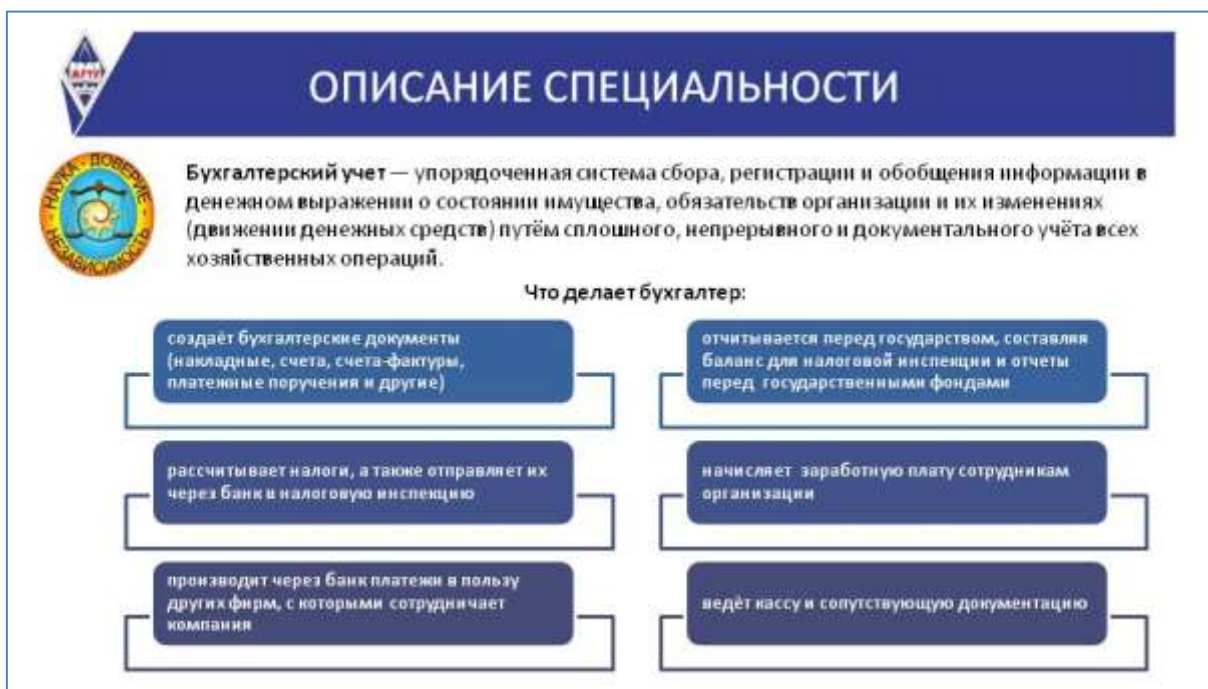 МГТУ
ОПИСАНИЕ СПЕЦИАЛЬНОСТИ
НАУКА - ДОВЕРИЕ - НЕЗАВИСИМОСТЬ
Бухгалтерский учет — упорядоченная система сбора, регистрации и обобщения информации в
денежном выражении о состоянии имущества, обязательств организации и их изменениях
(движении денежных средств) путём сплошного, непрерывного и документального учёта всех
хозяйственных операций.
Что делает бухгалтер:
создаёт бухгалтерские документы
(накладные, счета, счета-фактуры,
платежные поручения и другие)
отчитывается перед государством, составляя
баланс для налоговой инспекции и отчеты
перед государственными фондами
рассчитывает налоги, а также отправляет их
через банк в налоговую инспекцию
начисляет заработную плату сотрудникам
организации
производит через банк платежи в пользу
других фирм, с которыми сотрудничает
компания
ведёт кассу и сопутствующую документацию